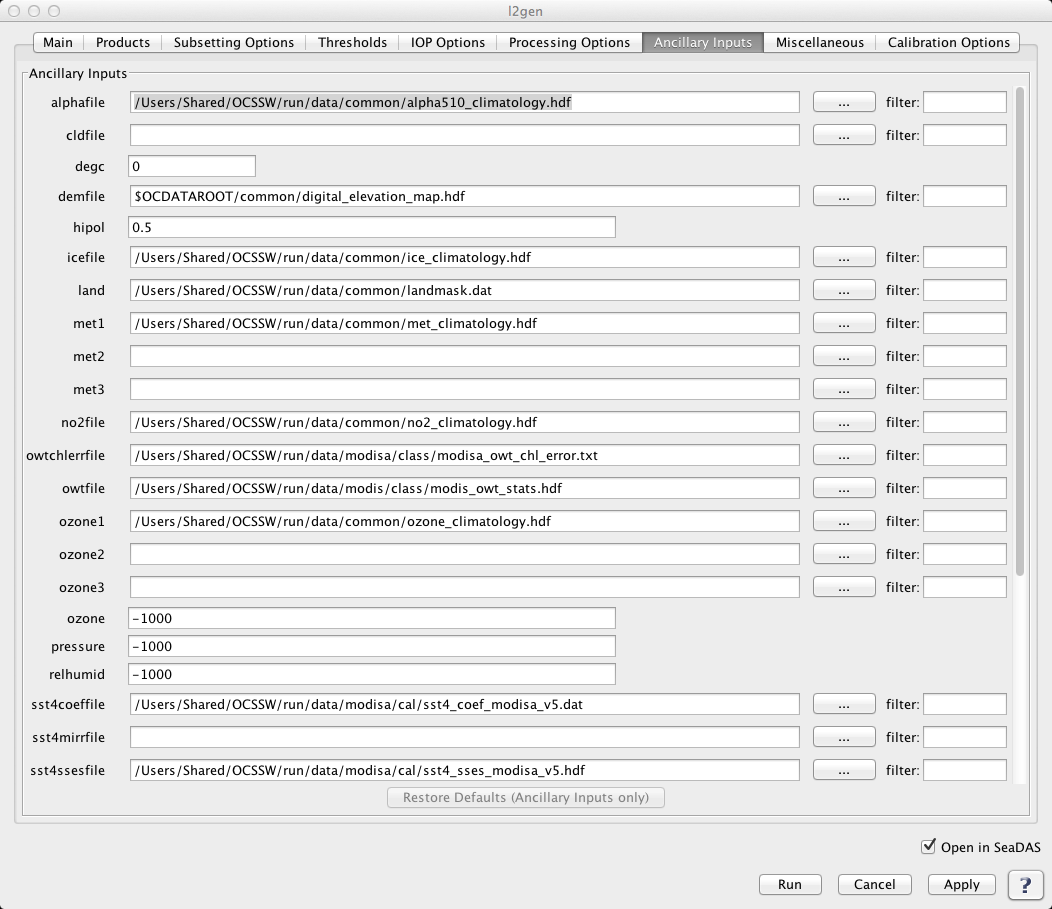 l2gen
Main Products Subsetting Options Thresholds IOP Options Processing Options Ancillary Inputs Miscellaneous Calibration Options
Ancillary Inputs
alphafile /Users/Shared/OCSSW/run/data/common/alpha510_climatology.hdf ... filter:
cldfile ... filter:
degc 0
demfile $OCDATAROOT/common/digital_elevation_map.hdf ... filter:
hipol 0.5
icefile /Users/Shared/OCSSW/run/data/common/ice_climatology.hdf ... filter:
land /Users/Shared/OCSSW/run/data/common/landmask.dat ... filter:
met1 /Users/Shared/OCSSW/run/data/common/met_climatology.hdf ... filter:
met2 ... filter:
met3 ... filter:
no2file /Users/Shared/OCSSW/run/data/common/no2_climatology.hdf ... filter:
owtchlerrfile /Users/Shared/OCSSW/run/data/modisa/class/modisa_owt_chl_error.txt ... filter:
owtfile /Users/Shared/OCSSW/run/data/modis/class/modis_owt_stats.hdf ... filter:
ozone1 /Users/Shared/OCSSW/run/data/common/ozone_climatology.hdf ... filter:
ozone2 ... filter:
ozone3 ... filter:
ozone -1000
pressure -1000
relhumid -1000
sst4coeffile /Users/Shared/OCSSW/run/data/modisa/cal/sst4_coef_modisa_v5.dat ... filter:
sst4mirrfile ... filter:
sst4ssesfile /Users/Shared/OCSSW/run/data/modisa/cal/sst4_sses_modisa_v5.hdf ... filter:
Restore Defaults (Ancillary Inputs only)
Open in SeaDAS
Run Cancel Apply ?